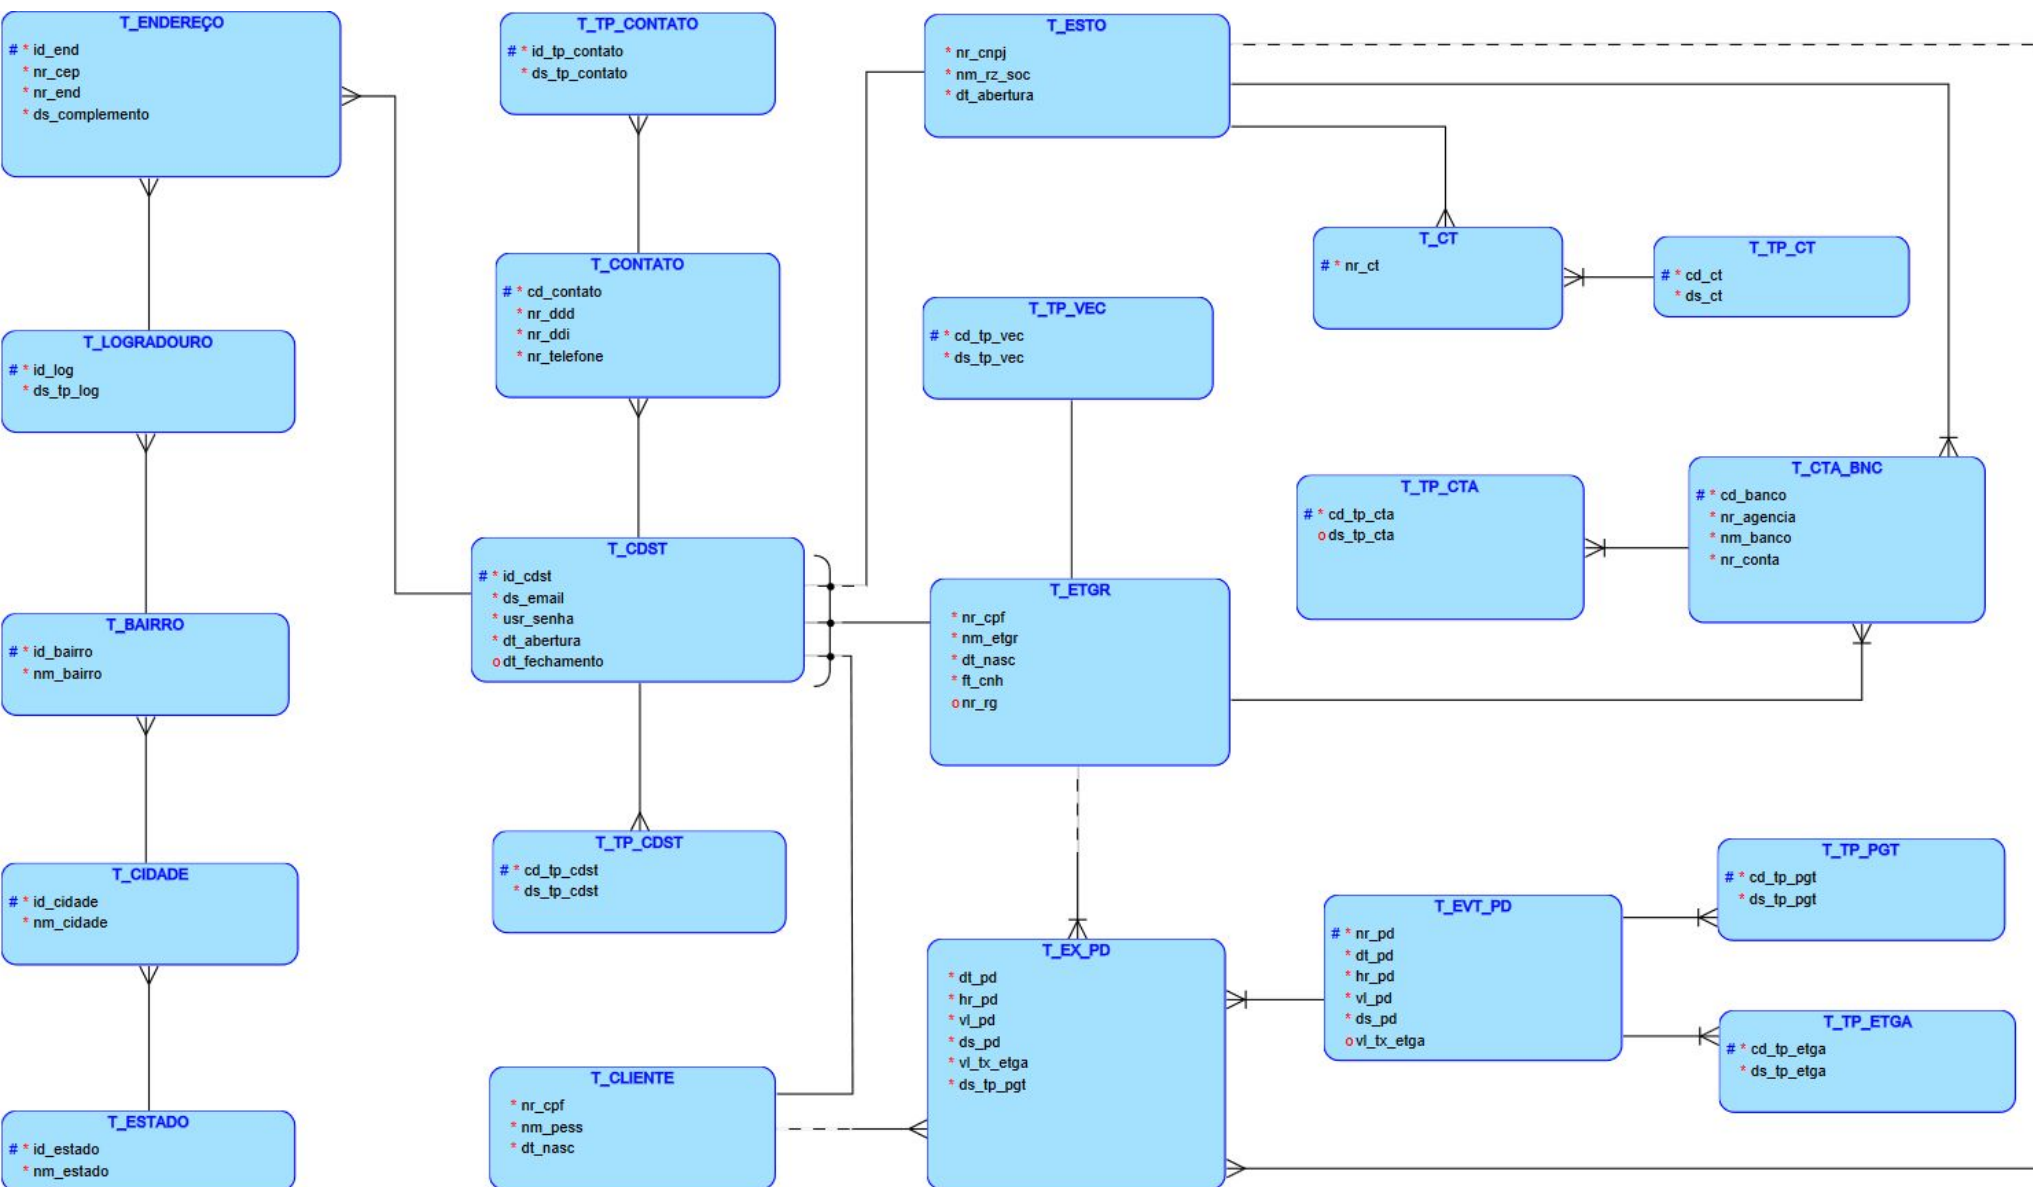 T_ENDEREÇO
# * id_end
* nr_cep
* nr_end
* ds_complemento
T_TP_CONTATO
# * id_tp_contato
* ds_tp_contato
T_ESTO
* nr_cnpj
* nm_rz_soc
* dt_abertura
T_CT
# * nr_ct
T_TP_CT
# * cd_ct
* ds_ct
T_CONTATO
# * cd_contato
* nr_ddd
* nr_ddi
* nr_telefone
T_TP_VEC
# * cd_tp_vec
* ds_tp_vec
T_LOGRADOURO
# * id_log
* ds_tp_log
T_TP_CTA
# * cd_tp_cta
o ds_tp_cta
T_CTA_BNC
# * cd_banco
* nr_agencia
* nm_banco
* nr_conta
T_CDST
# * id_cdst
* ds_email
* usr_senha
* dt_abertura
o dt_fechamento
T_ETGR
* nr_cpf
* nm_etgr
* dt_nasc
* ft_cnh
o nr_rg
T_BAIRRO
# * id_bairro
* nm_bairro
T_TP_CDST
# * cd_tp_cdst
* ds_tp_cdst
T_CIDADE
# * id_cidade
* nm_cidade
T_EX_PD
* dt_pd
* hr_pd
* vl_pd
* ds_pd
* vl_tx_etga
* ds_tp_pgt
T_EVT_PD
# * nr_pd
* dt_pd
* hr_pd
* vl_pd
* ds_pd
o vl_tx_etga
T_TP_PGT
# * cd_tp_pgt
* ds_tp_pgt
T_TP_ETGA
# * cd_tp_etga
* ds_tp_etga
T_CLIENTE
* nr_cpf
* nm_pess
* dt_nasc
T_ESTADO
# * id_estado
* nm_estado